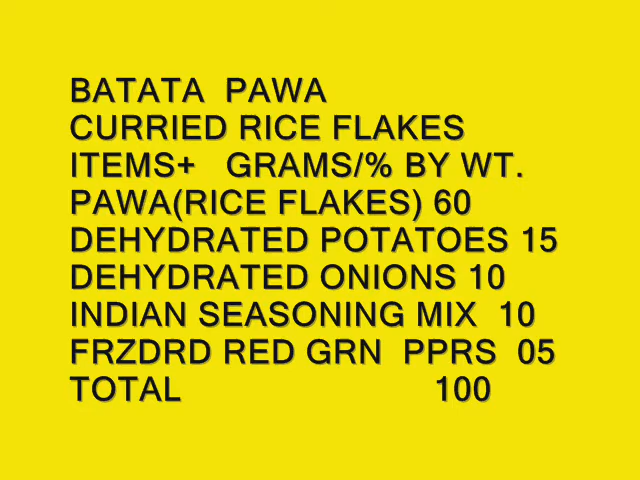 BATATA PAWA
CURRIED RICE FLAKES
ITEMS+ GRAMS/% BY WT.
PAWA(RICE FLAKES) 60
DEHYDRATED POTATOES 15
DEHYDRATED ONIONS 10
INDIAN SEASONING MIX 10
FRZDRD RED GRN PPRS 05
TOTAL 100